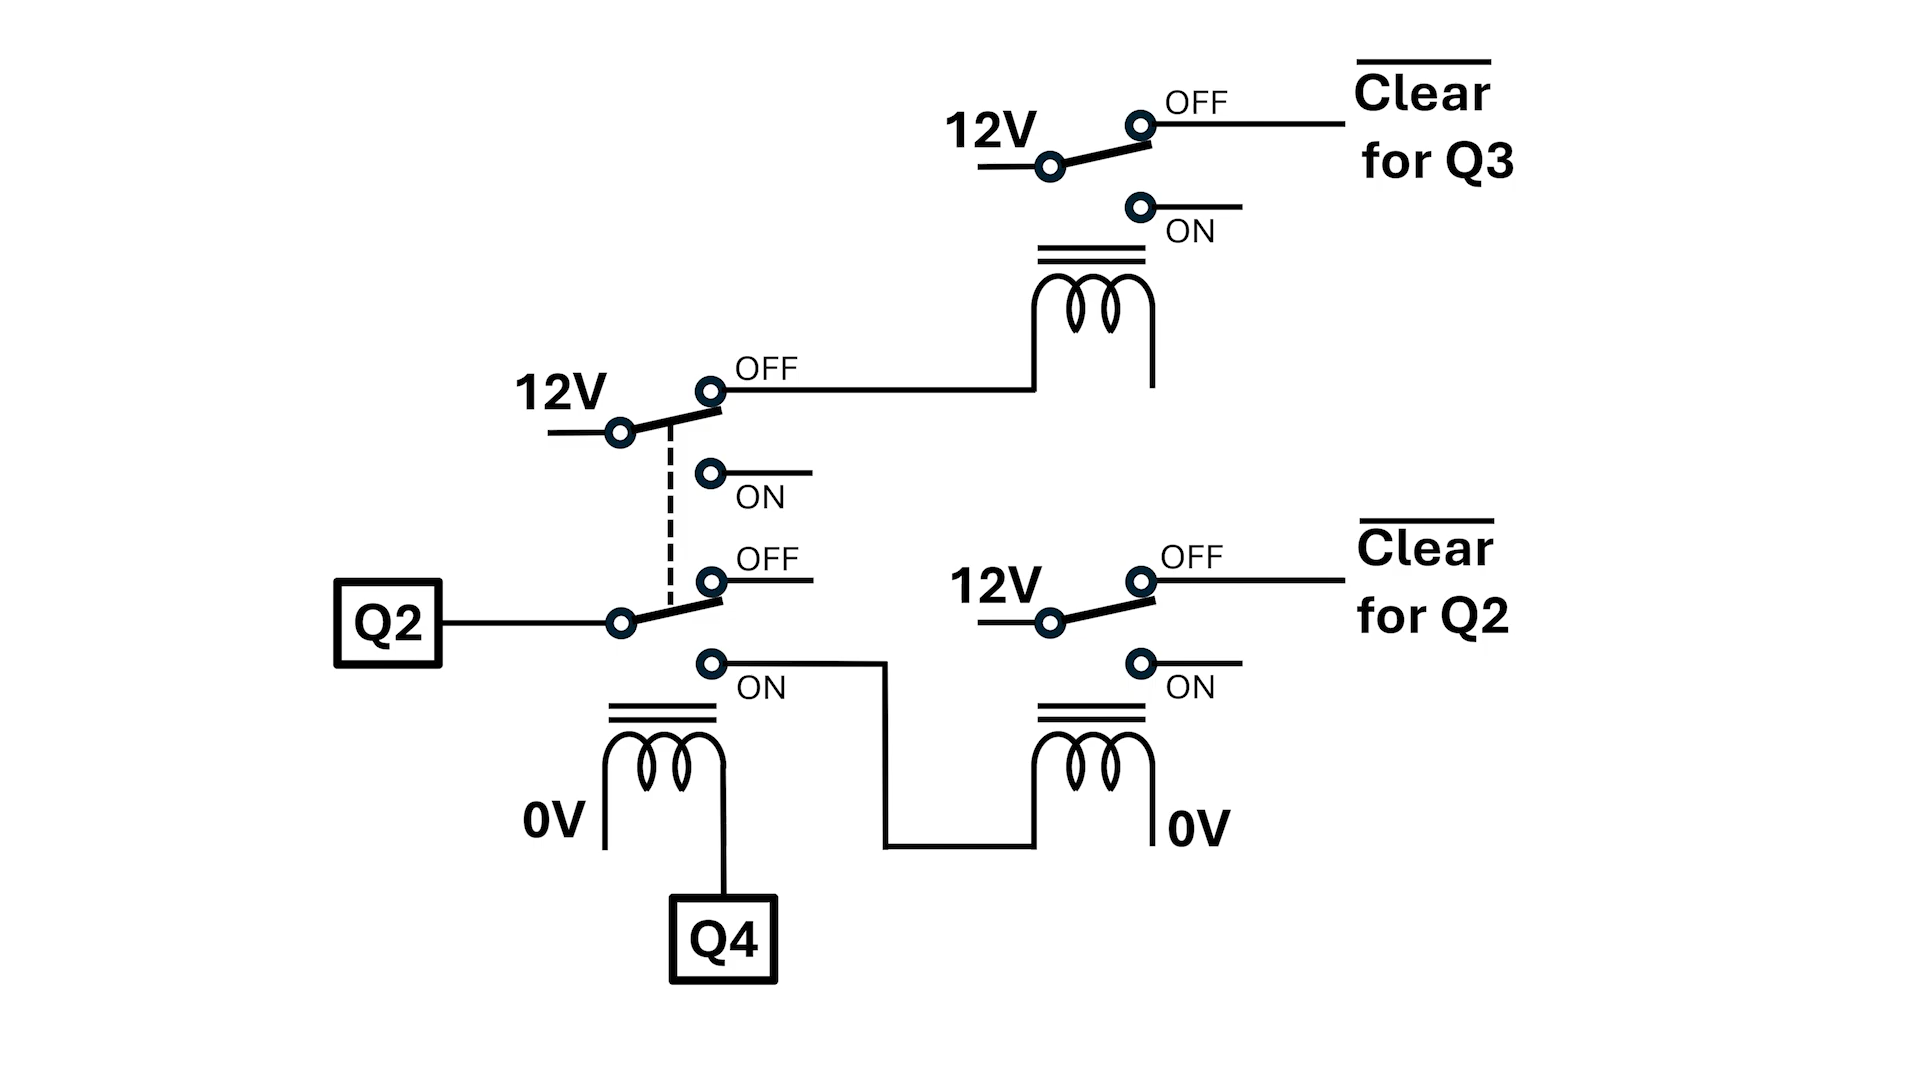 12V
OFF
ON
Clear
for Q3
12V
OFF
ON
Q2
OFF
ON
12V
OFF
ON
Clear
for Q2
0V
0V
Q4